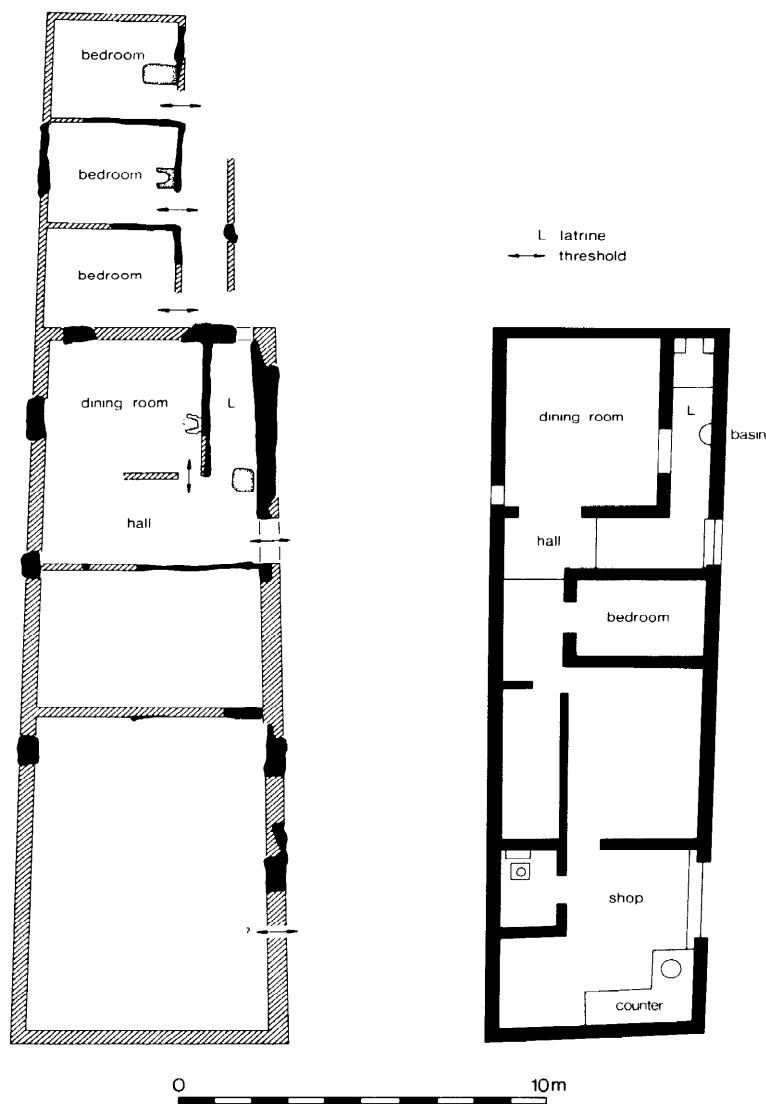 bedroom
bedroom
bedroom
dining room
L
hall
?
L latrine
threshold
dining room
L
basin
hall
bedroom
shop
counter
0 10m